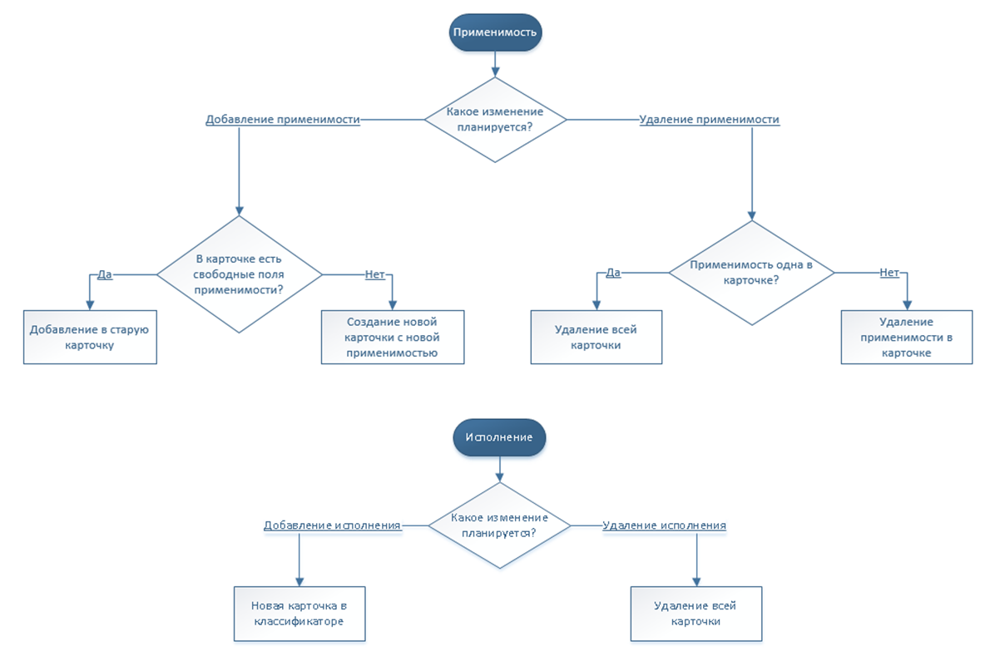 Применимость
Какое изменение
планируется?
Добавление применимости
Удаление применимости
В карточке есть
свободные поля
применимости?
Да
Нет
Применимость одна в
карточке?
Да
Нет
Добавление в старую
карточку
Создание новой
карточки с новой
применимостью
Удаление всей
карточки
Удаление
применимости в
карточке
Исполнение
Какое изменение
планируется?
Добавление исполнения
Удаление исполнения
Новая карточка в
классификаторе
Удаление всей
карточки